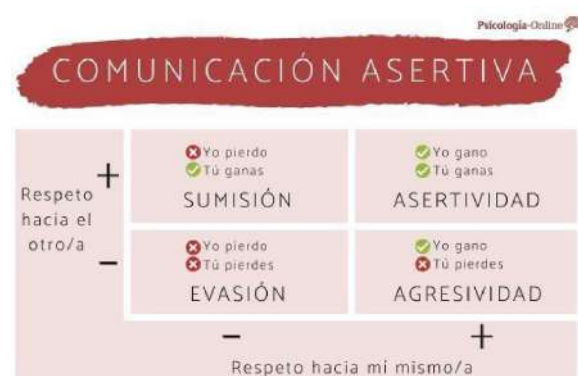 Psicología-Online
COMUNICACIÓN ASERTIVA
Respeto
hacia el
otro/a
+
-
Yo pierdo
Tú ganas
SUMISIÓN
Yo gano
Tú ganas
ASERTIVIDAD
Yo pierdo
Tú pierdes
EVASIÓN
Yo gano
Tú pierdes
AGRESIVIDAD
- +
Respeto hacia mi mismo/a